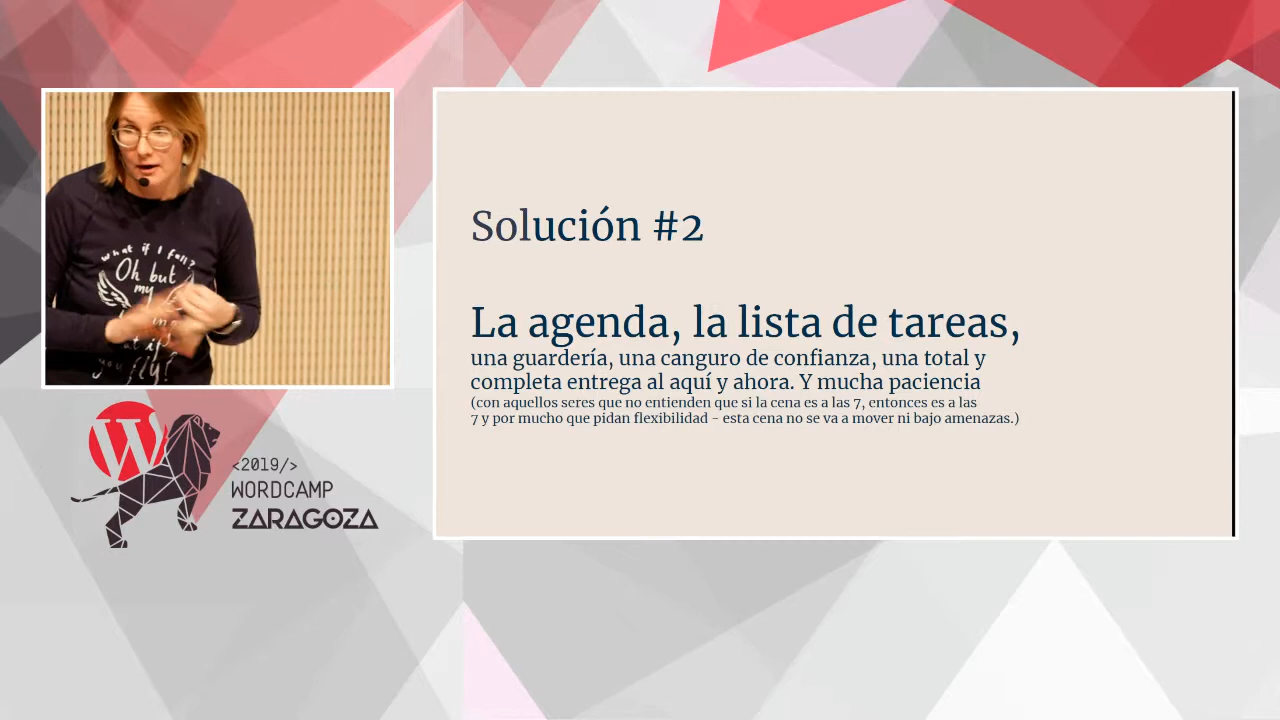 What if I fall?
Oh but
my
you fly?
<2019/>
WORDCAMP
ZARAGOZA
Solución #2
La agenda, la lista de tareas,
una guardería, una canguro de confianza, una total y
completa entrega al aquí y ahora. Y mucha paciencia
(con aquellos seres que no entienden que si la cena es a las 7, entonces es a las
7 y por mucho que pidan flexibilidad - esta cena no se va a mover ni bajo amenazas.)